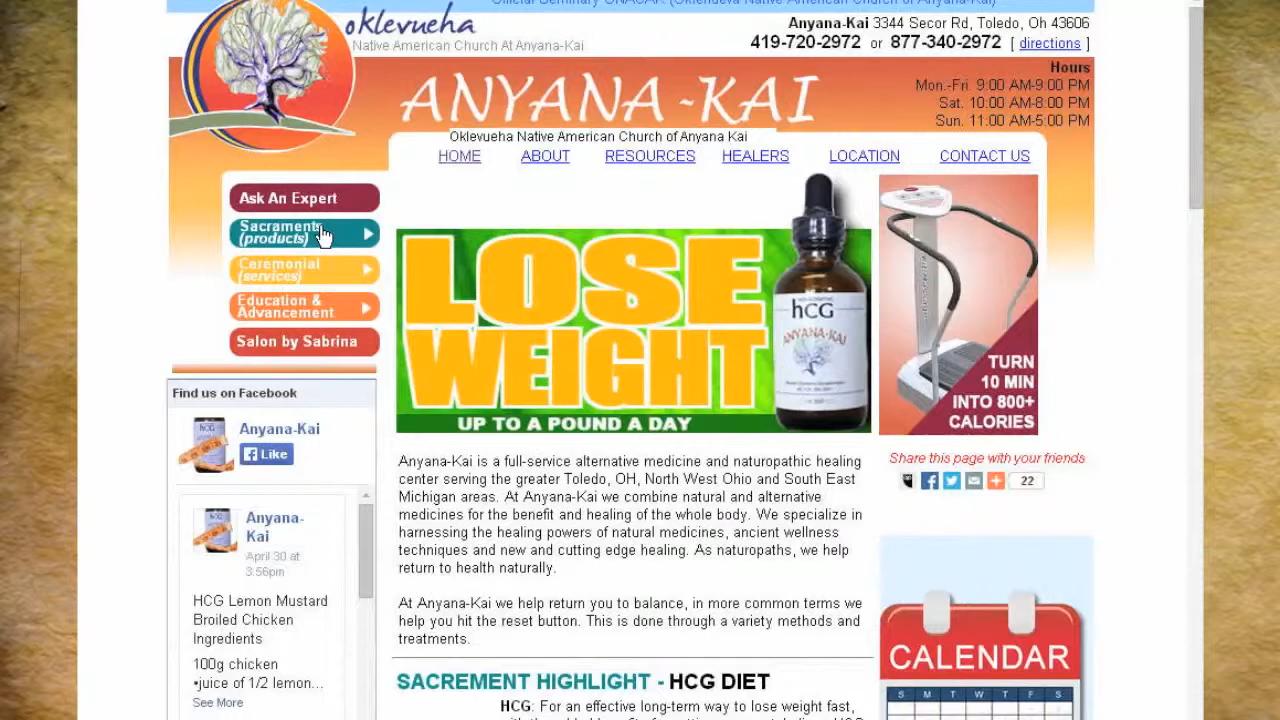 Official Seminary ONACAK (Oklevueha Native American Church of Anyana-Kai)
oklevueha
Native American Church At Anyana-Kai
Anyana-Kai 3344 Secor Rd, Toledo, Oh 43606
419-720-2972 or 877-340-2972 [ directions ]
Hours
Mon.-Fri. 9:00 AM-9:00 PM
Sat. 10:00 AM-8:00 PM
Sun. 11:00 AM-5:00 PM
ANYANA-KAI
Oklevueha Native American Church of Anyana Kai
HOME ABOUT RESOURCES HEALERS LOCATION CONTACT US
Ask An Expert
Sacraments
(products)
Ceremonial
(services)
Education &
Advancement
Salon by Sabrina
LOSE
WEIGHT
UP TO A POUND A DAY
hCG
ANYANA-KAI
TURN
10 MIN
INTO 800+
CALORIES
Find us on Facebook
Anyana-Kai
Like
Anyana-
Kai
April 30 at
3:56pm
HCG Lemon Mustard
Broiled Chicken
Ingredients
100g chicken
•juice of 1/2 lemon...
See More
Anyana-Kai is a full-service alternative medicine and naturopathic healing
center serving the greater Toledo, OH, North West Ohio and South East
Michigan areas. At Anyana-Kai we combine natural and alternative
medicines for the benefit and healing of the whole body. We specialize in
harnessing the healing powers of natural medicines, ancient wellness
techniques and new and cutting edge healing. As naturopaths, we help
return to health naturally.
At Anyana-Kai we help return you to balance, in more common terms we
help you hit the reset button. This is done through a variety methods and
treatments.
SACREMENT HIGHLIGHT - HCG DIET
HCG: For an effective long-term way to lose weight fast,
Share this page with your friends
22
CALENDAR
S M T W T F S